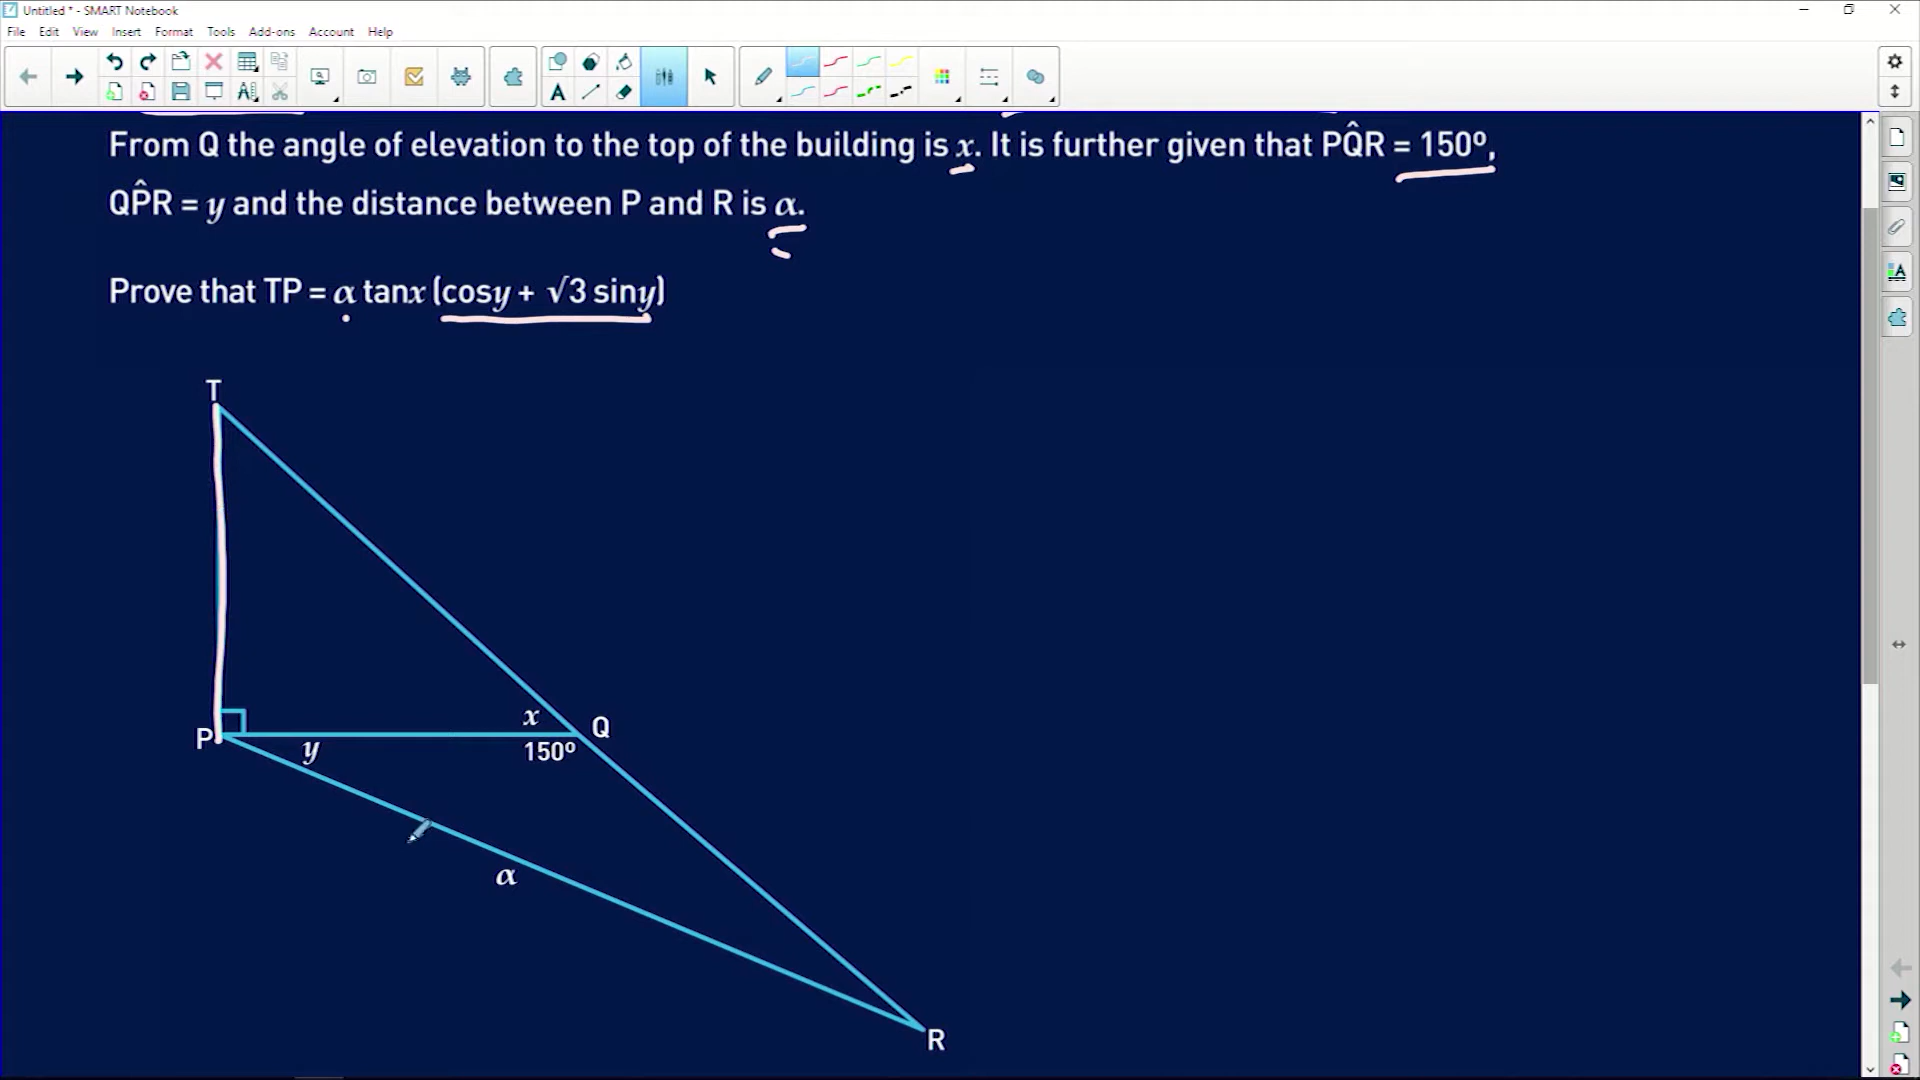 Untitled * - SMART Notebook
File Edit View Insert Format Tools Add-ons Account Help
From Q the angle of elevation to the top of the building is x. It is further given that PQ̂R = 150º,
QP̂R = y and the distance between P and R is α.
Prove that TP = α tanx (cosy + √3 siny)
T
x
Q
P
y
150º
α
R